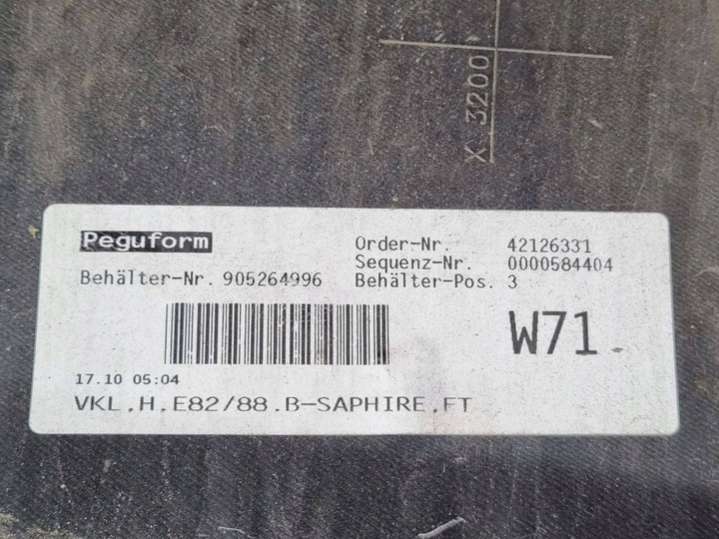 X 3200
Peguform
Order-Nr. 42126331
Sequenz-Nr. 0000584404
Behälter-Nr. 905264996 Behälter-Pos. 3
W71
17.10 05:04
VKL.H.E82/88.B-SAPHIRE.FT